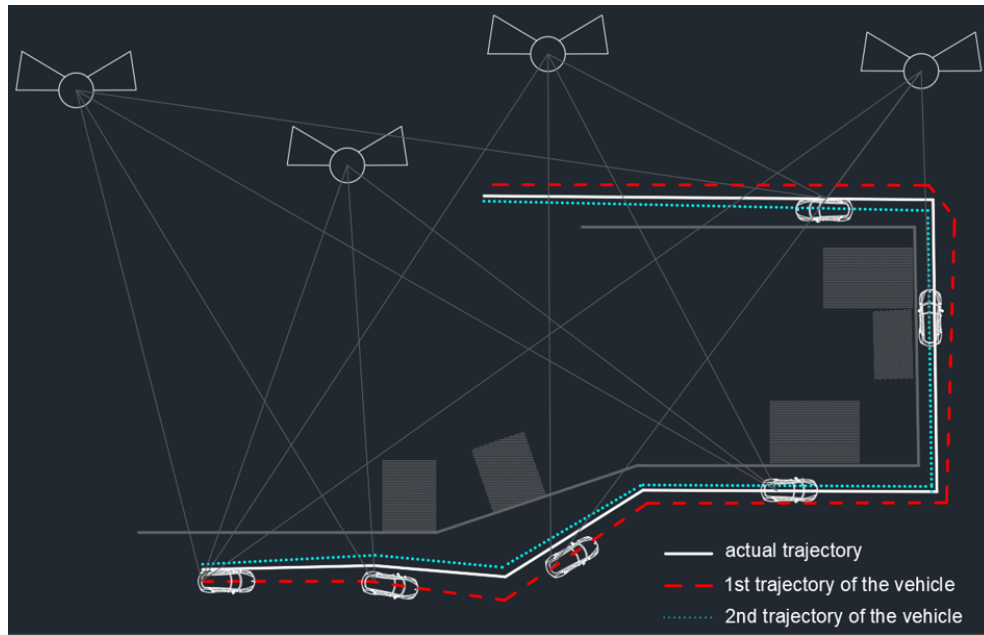 actual trajectory
1st trajectory of the vehicle
2nd trajectory of the vehicle